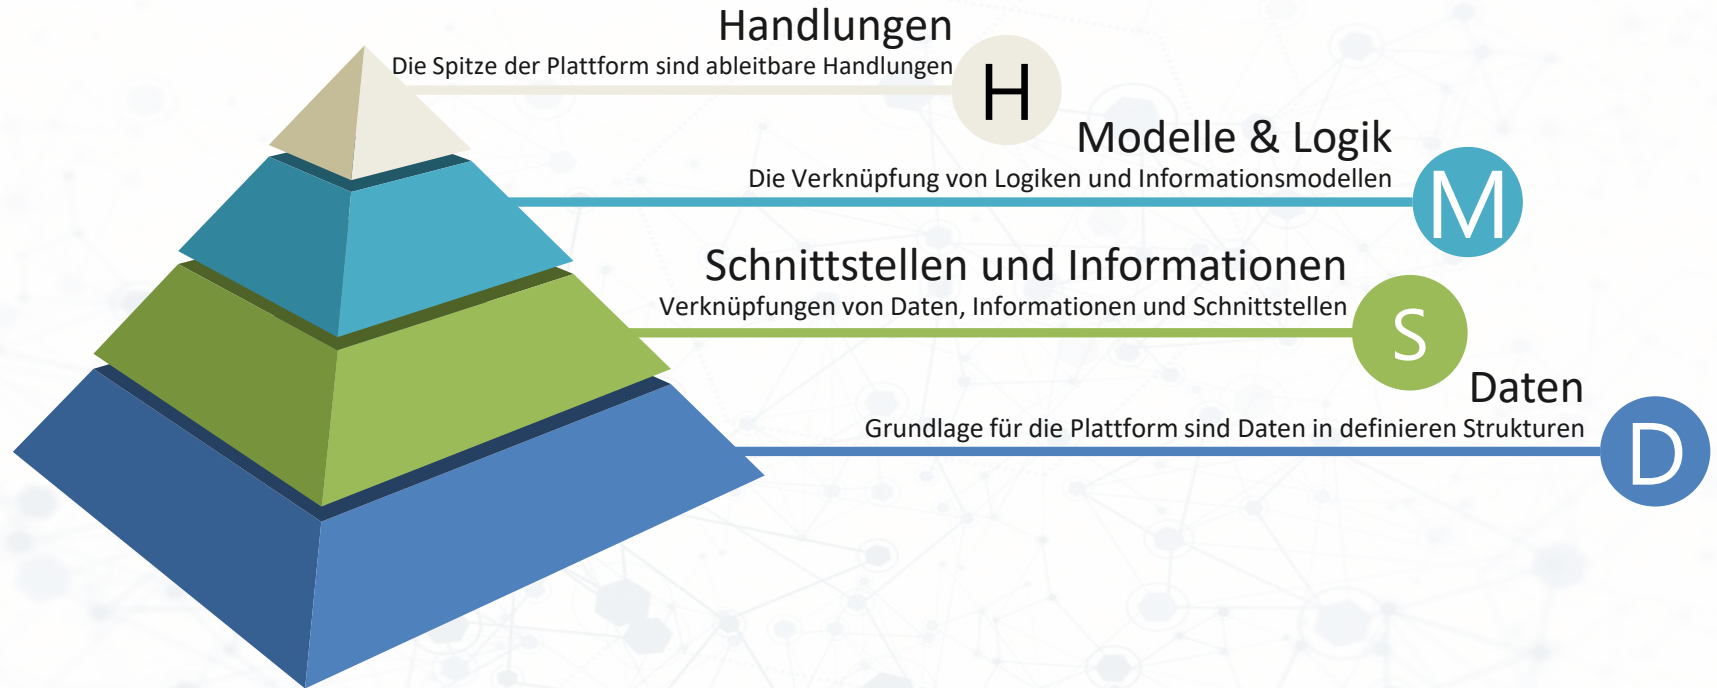 Handlungen
Die Spitze der Plattform sind ableitbare Handlungen
H
Modelle & Logik
Die Verknüpfung von Logiken und Informationsmodellen
M
Schnittstellen und Informationen
Verknüpfungen von Daten, Informationen und Schnittstellen
S
Daten
Grundlage für die Plattform sind Daten in definieren Strukturen
D